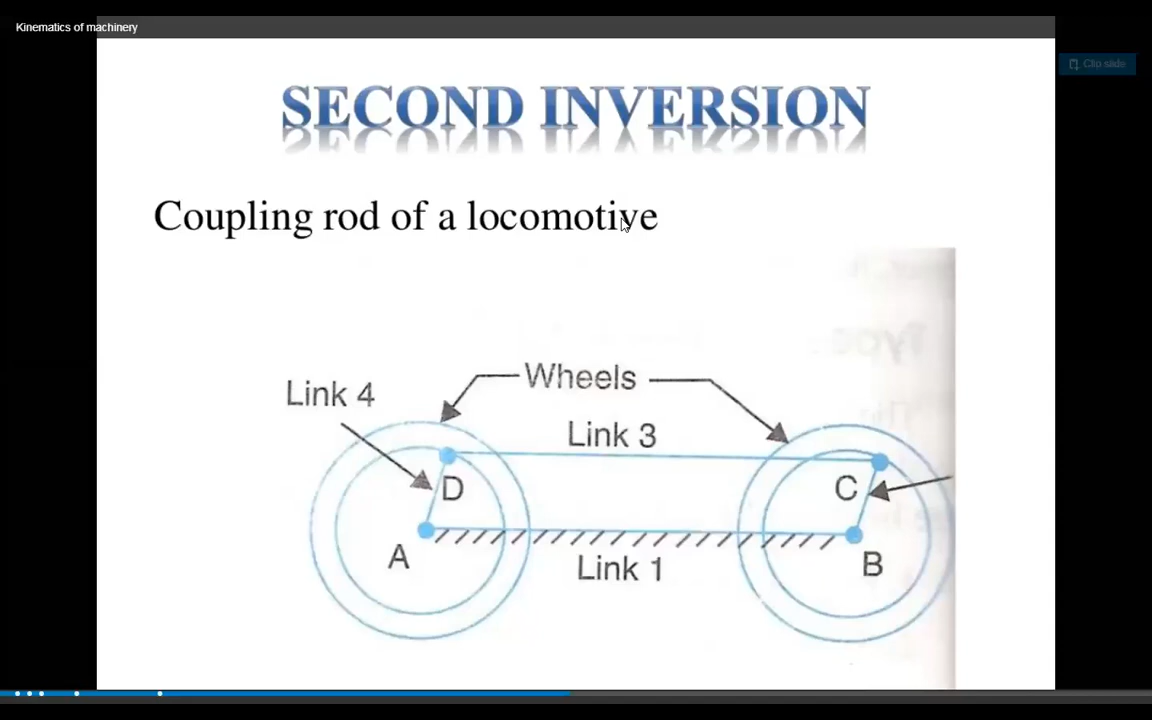 Kinematics of machinery
Clip slide
SECOND INVERSION
Coupling rod of a locomotive
Wheels
Link 4
Link 3
D
C
A
Link 1
B